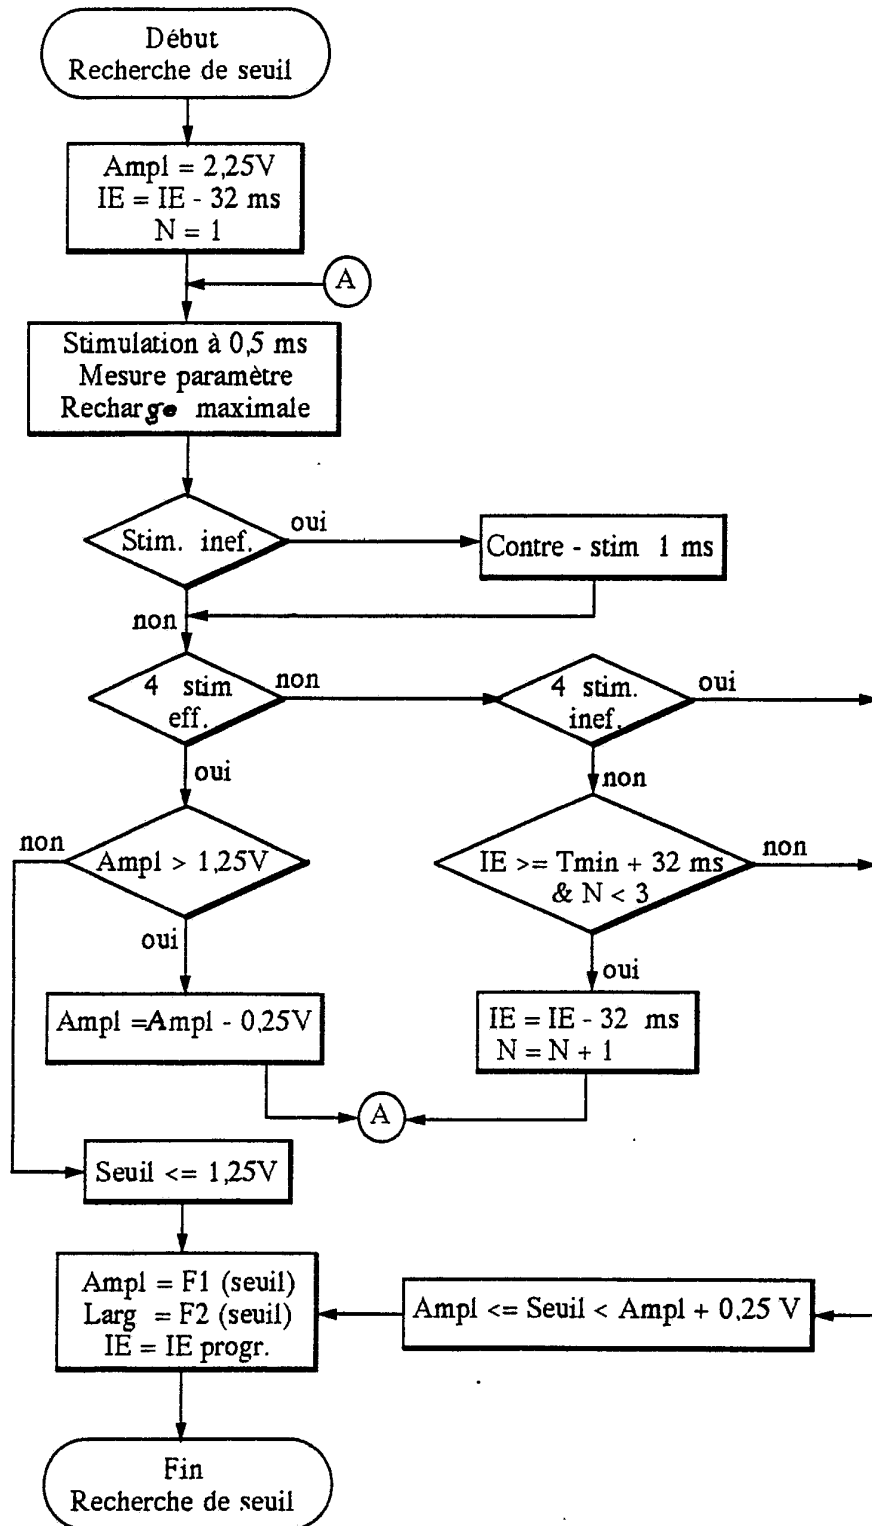 Début
Recherche de seuil
Ampl = 2,25V
IE = IE - 32 ms
N = 1
A
Stimulation à 0,5 ms
Mesure paramètre
Recharge maximale
Stim. inef.
oui
Contre - stim 1 ms
non
4 stim
eff.
non
4 stim.
inef.
oui
oui
non
non
Ampl > 1,25V
IE >= Tmin + 32 ms
& N < 3
non
oui
oui
Ampl =Ampl - 0,25V
IE = IE - 32 ms
N = N + 1
A
Seuil <= 1,25V
Ampl = F1 (seuil)
Larg = F2 (seuil)
IE = IE progr.
Ampl <= Seuil < Ampl + 0,25 V
Fin
Recherche de seuil